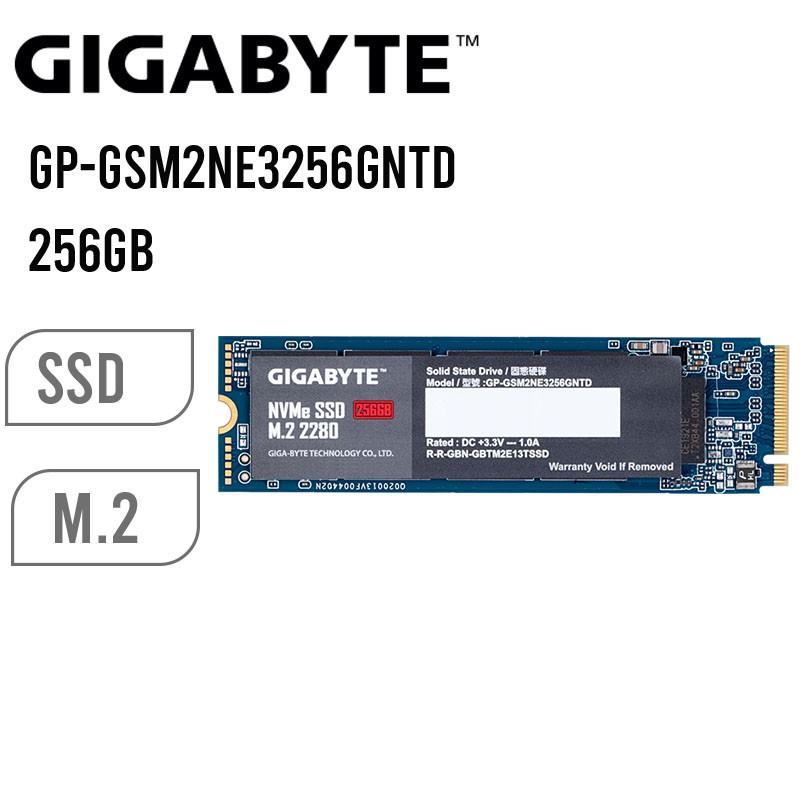 GIGABYTE™
GP-GSM2NE3256GNTD
256GB
SSD
M.2
GIGABYTE™
NVMe SSD 256GB
M.2 2280
GIGA-BYTE TECHNOLOGY CO., LTD.
Solid State Drive / 固態硬碟
Model / 型號 :GP-GSM2NE3256GNTD
Rated : DC +3.3V --- 1.0A
R-R-GBN-GBTM2E13TSSD
Warranty Void If Removed